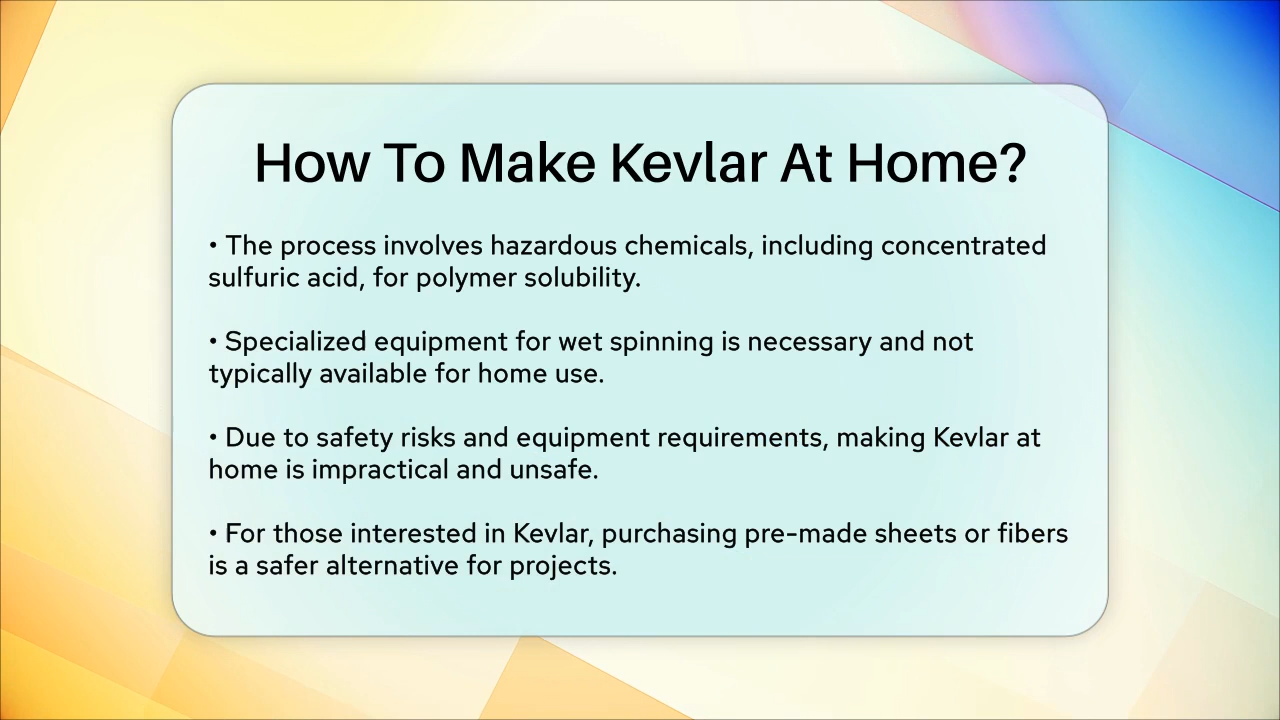 How To Make Kevlar At Home?
• The process involves hazardous chemicals, including concentrated
sulfuric acid, for polymer solubility.
• Specialized equipment for wet spinning is necessary and not
typically available for home use.
• Due to safety risks and equipment requirements, making Kevlar at
home is impractical and unsafe.
• For those interested in Kevlar, purchasing pre-made sheets or fibers
is a safer alternative for projects.